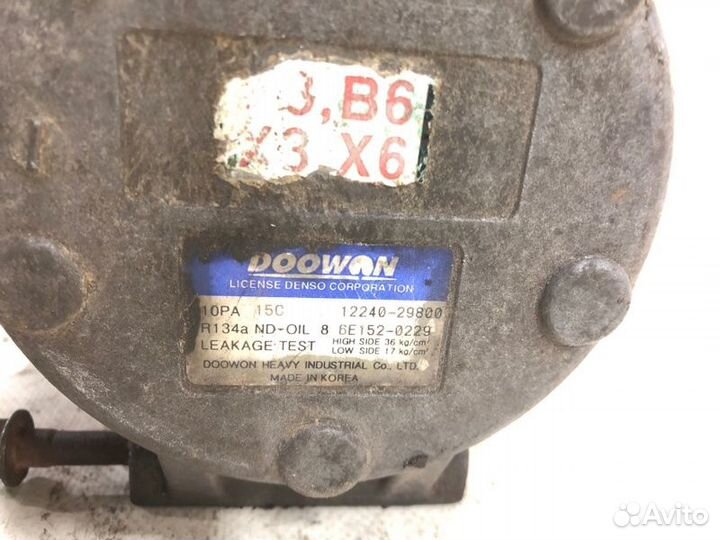 3,B6
X3 X6
DOOWON
LICENSE DENSO CORPORATION
10PA 15C 12240-29800
R134a ND-OIL 8 6E152-0229
LEAKAGE TEST HIGH SIDE 36 kg/cm²
LOW SIDE 17 kg/cm²
DOOWON HEAVY INDUSTRIAL Co., LTD.
MADE IN KOREA
Avito